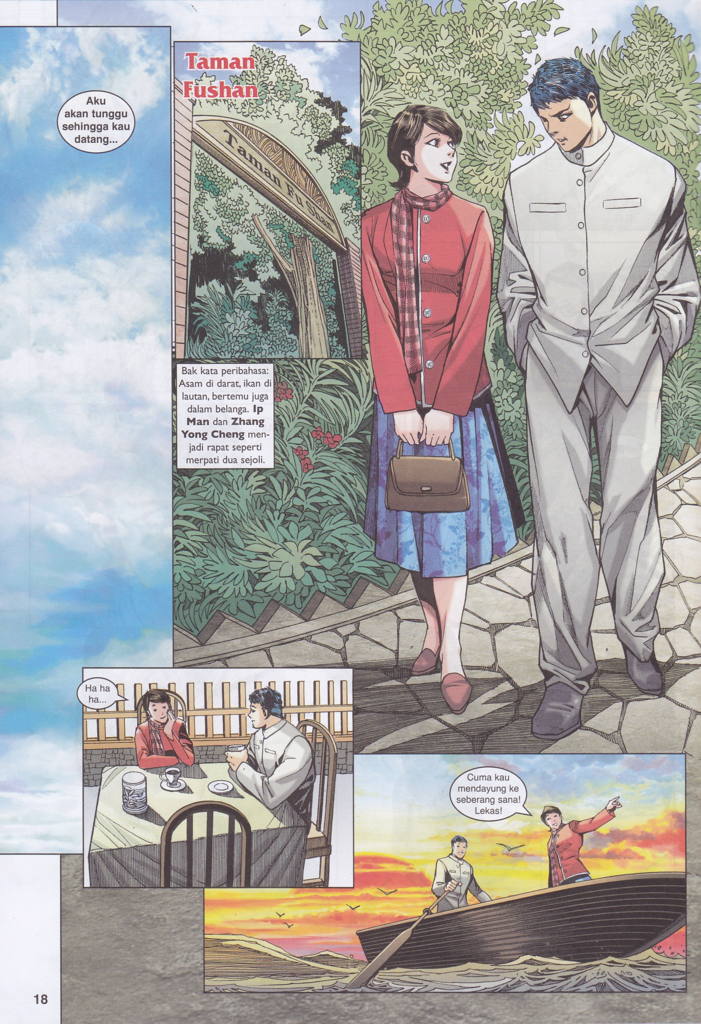 Aku
akan tunggu
sehingga kau
datang...
Taman
Fushan
Taman Fu Shan
Bak kata peribahasa:
Asam di darat, ikan di
lautan, bertemu juga
dalam belanga. Ip
Man dan Zhang
Yong Cheng men-
jadi rapat seperti
merpati dua sejoli.
Ha ha
ha...
Cuma kau
mendayung ke
seberang sana!
Lekas!
18